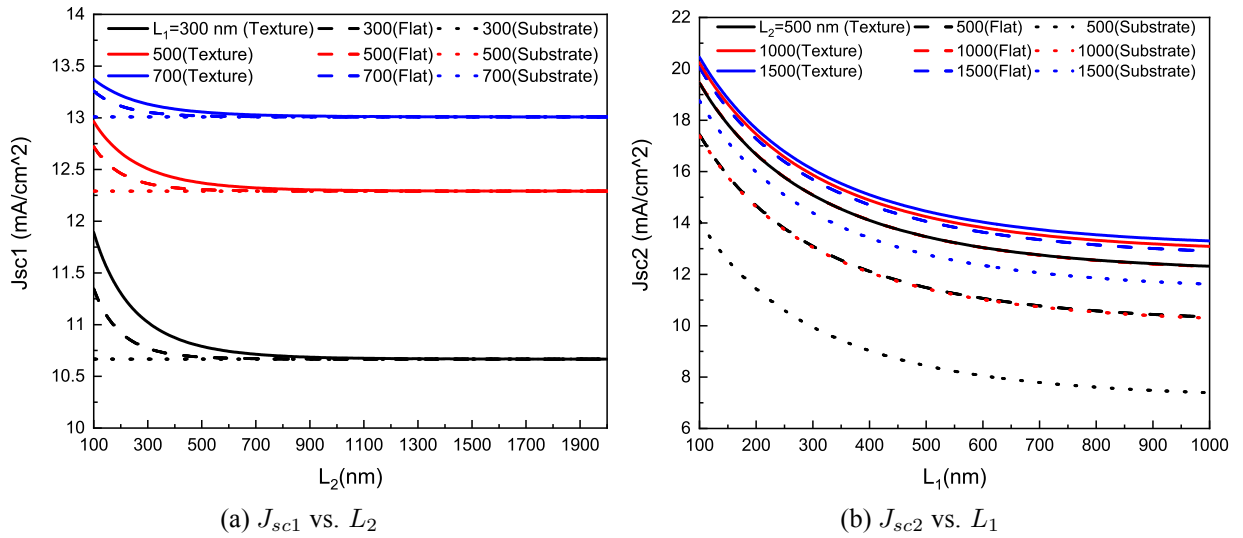 L₁=300 nm (Texture) 300(Flat) 300(Substrate)
500(Texture) 500(Flat) 500(Substrate)
700(Texture) 700(Flat) 700(Substrate)
14
13.5
13
12.5
12
11.5
11
10.5
10
Jsc1 (mA/cm^2)
100 300 500 700 900 1100 1300 1500 1700 1900
L₂(nm)
(a) Jsc1 vs. L2
L₂=500 nm (Texture) 500(Flat) 500(Substrate)
1000(Texture) 1000(Flat) 1000(Substrate)
1500(Texture) 1500(Flat) 1500(Substrate)
22
20
18
16
14
12
10
8
6
Jsc2 (mA/cm^2)
100 200 300 400 500 600 700 800 900 1000
L₁(nm)
(b) Jsc2 vs. L1